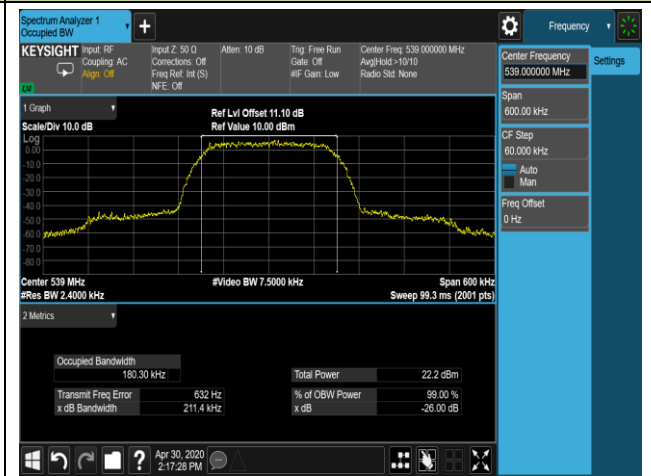 Spectrum Analyzer 1
Occupied BW
+
Frequency
KEYSIGHT
Input: RF
Coupling: AC
Align: Off
Input Z: 50 Ω
Corrections: Off
Freq Ref: Int (S)
NFE: Off
Atten: 10 dB
Trig: Free Run
Gate: Off
#IF Gain: Low
Center Freq: 539.000000 MHz
Avg|Hold:>10/10
Radio Std: None
Center Frequency
539.000000 MHz
Settings
Span
600.00 kHz
CF Step
60.000 kHz
Auto
Man
Freq Offset
0 Hz
1 Graph
Scale/Div 10.0 dB
Ref Lvl Offset 11.10 dB
Ref Value 10.00 dBm
Log
0.00
-10.0
-20.0
-30.0
-40.0
-50.0
-60.0
-70.0
-80.0
Center 539 MHz
#Video BW 7.5000 kHz
Span 600 kHz
#Res BW 2.4000 kHz
Sweep 99.3 ms (2001 pts)
2 Metrics
Occupied Bandwidth
180.30 kHz
Total Power 22.2 dBm
Transmit Freq Error 632 Hz
% of OBW Power 99.00 %
x dB Bandwidth 211.4 kHz
x dB -26.00 dB
?
Apr 30, 2020
2:17:28 PM